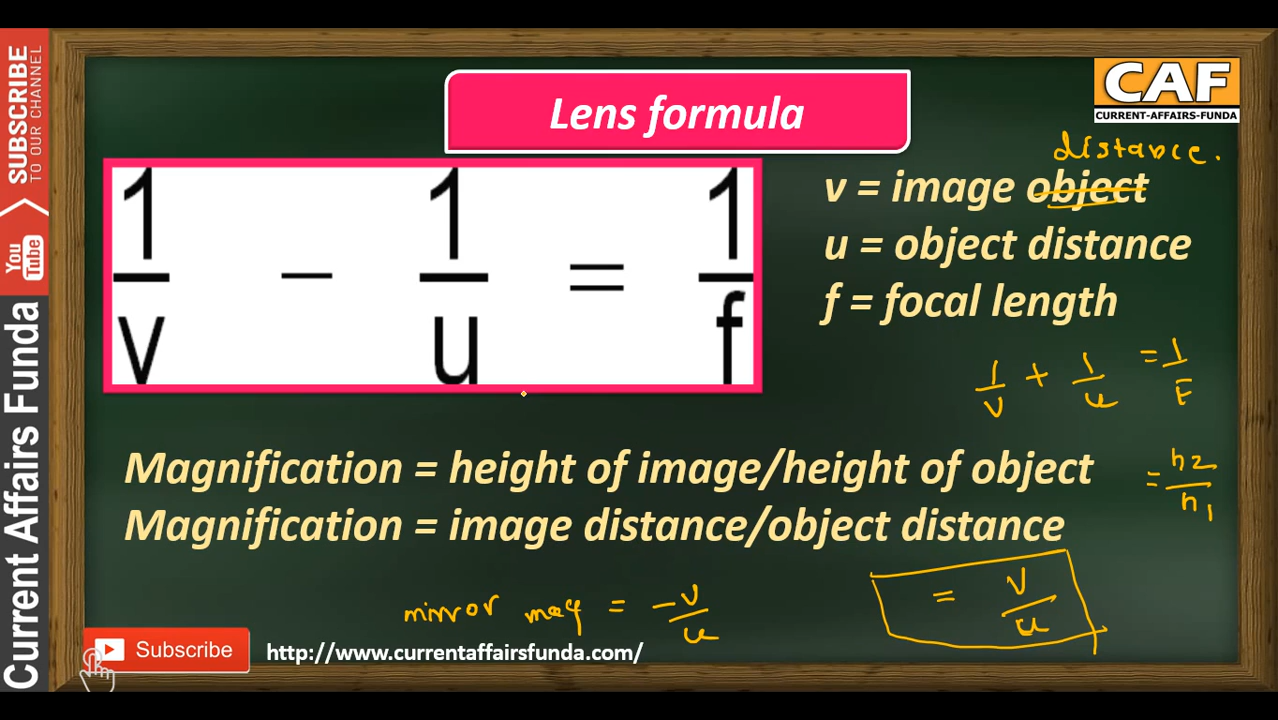 SUBSCRIBE
TO OUR CHANNEL
You
Tube
Current Affairs Funda
Lens formula
CAF
CURRENT-AFFAIRS-FUNDA
1/v − 1/u = 1/f
distance.
v = image object
u = object distance
f = focal length
1/v + 1/u = 1/F
Magnification = height of image/height of object
= h2/h1
Magnification = image distance/object distance
= v/u
mirror mag = -v/u
Subscribe
http://www.currentaffairsfunda.com/